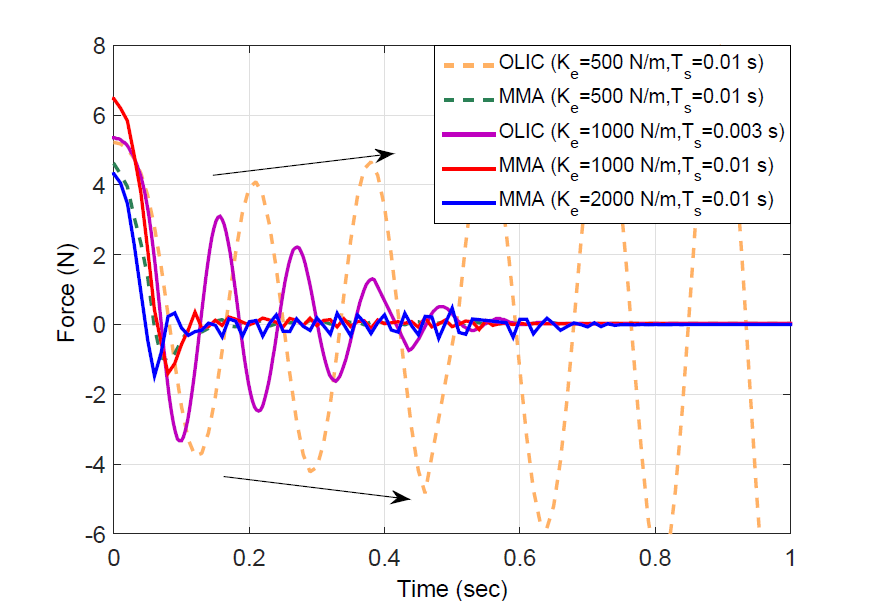 8
6
4
2
0
-2
-4
-6
Force (N)
OLIC (Ke=500 N/m,Ts=0.01 s)
MMA (Ke=500 N/m,Ts=0.01 s)
OLIC (Ke=1000 N/m,Ts=0.003 s)
MMA (Ke=1000 N/m,Ts=0.01 s)
MMA (Ke=2000 N/m,Ts=0.01 s)
0 0.2 0.4 0.6 0.8 1
Time (sec)